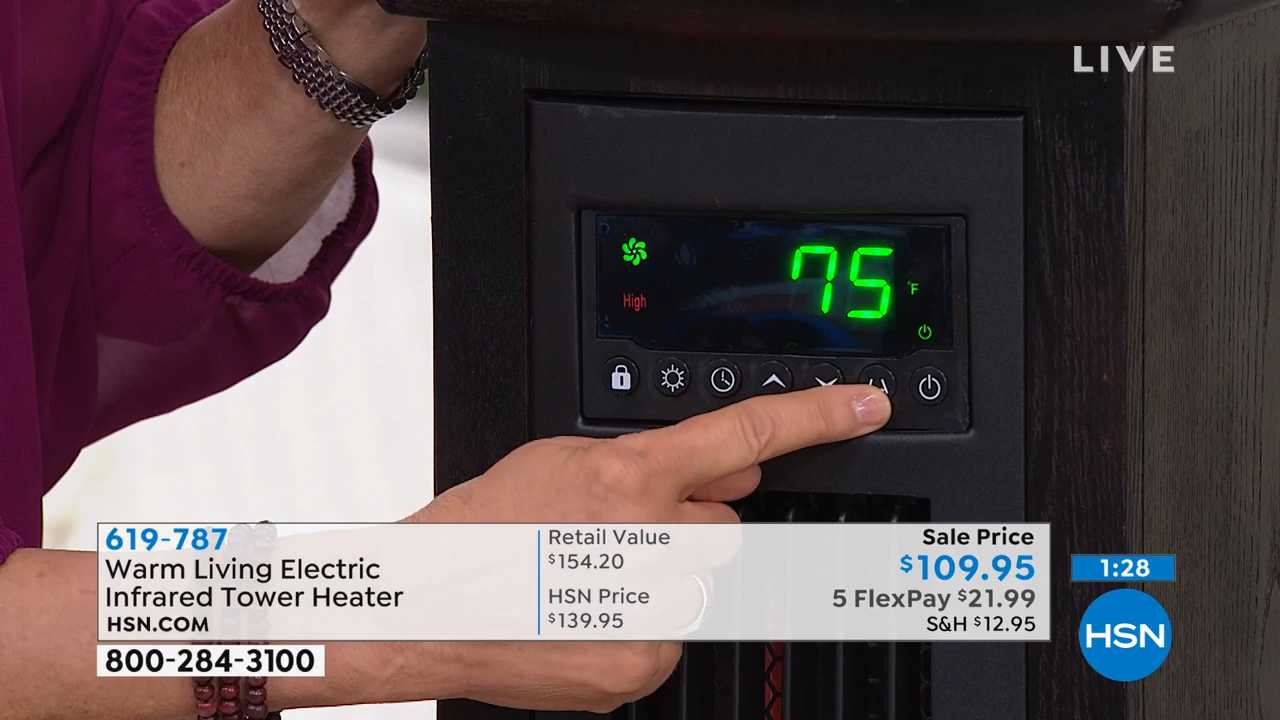 LIVE
75
°F
High
619-787
Warm Living Electric
Infrared Tower Heater
HSN.COM
Retail Value
$154.20
HSN Price
$139.95
Sale Price
$109.95
5 FlexPay $21.99
S&H $12.95
1:28
HSN
800-284-3100